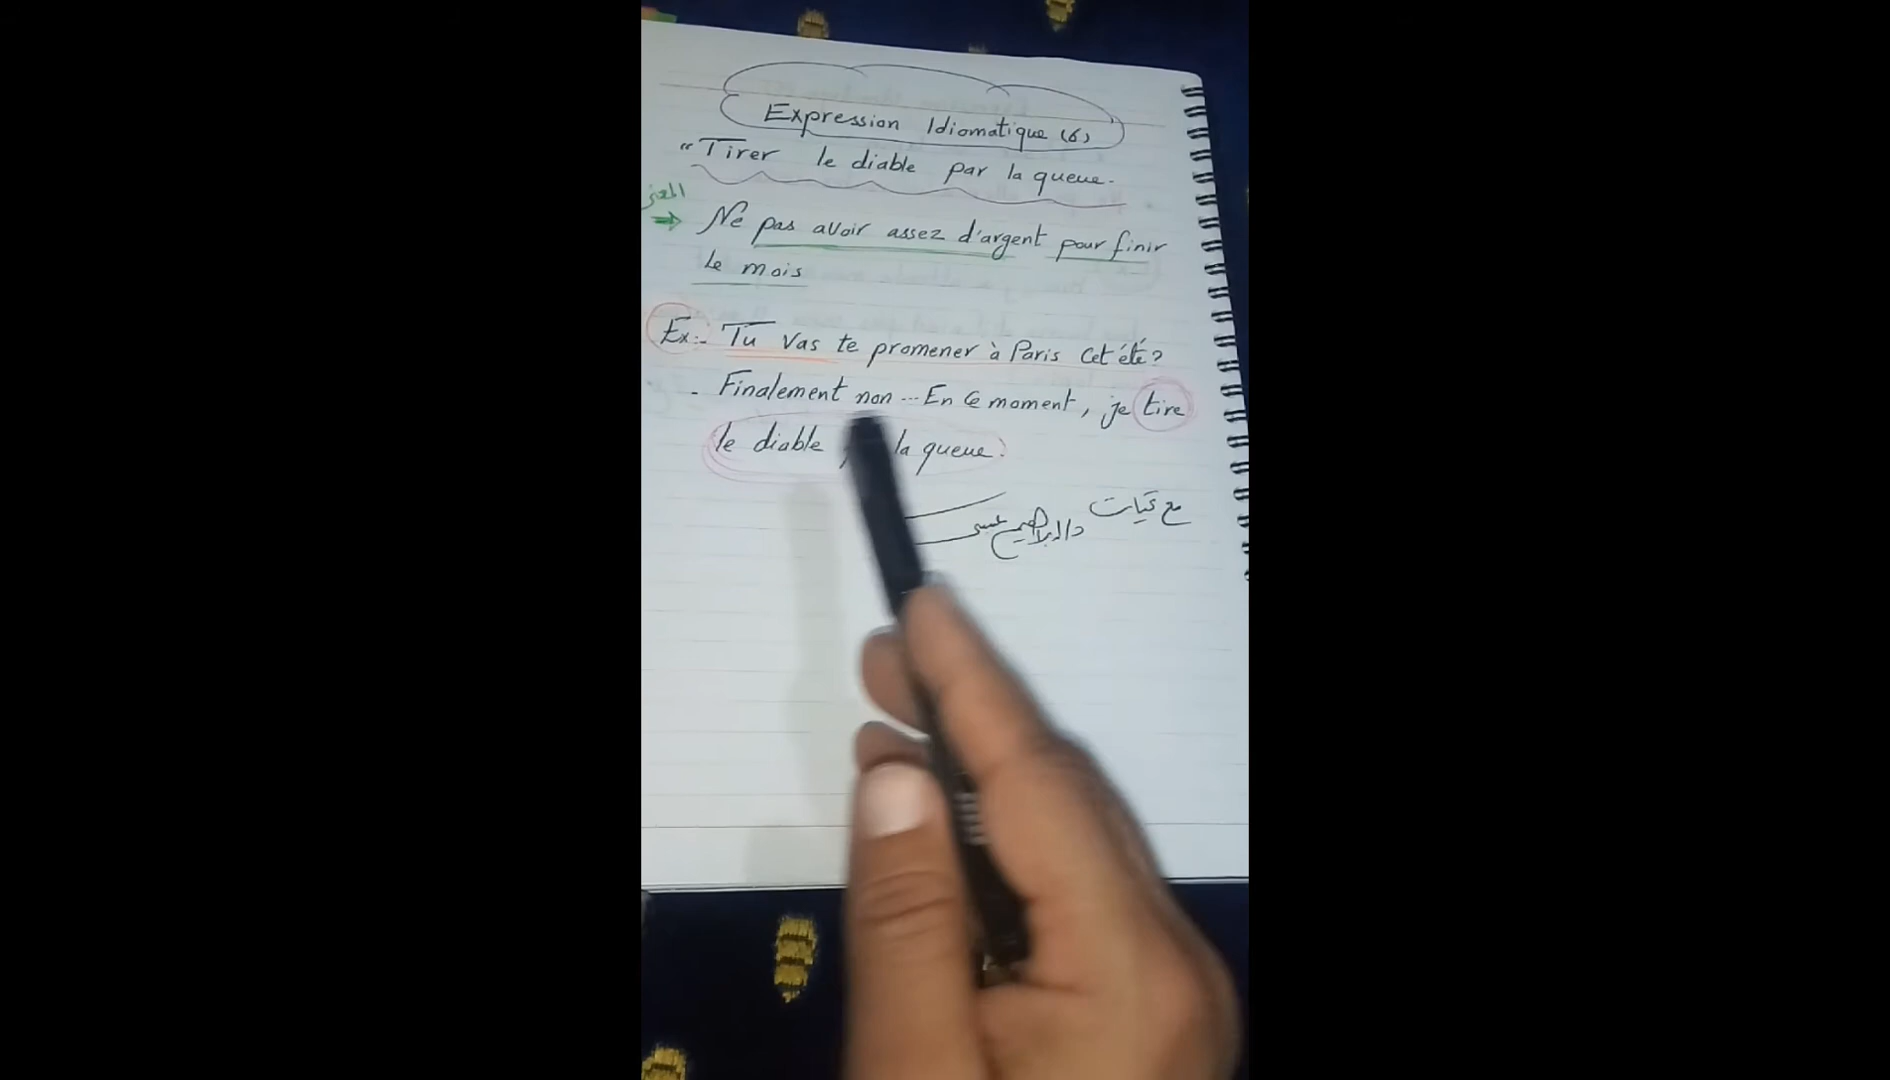 Expression Idiomatique (6)
"Tirer le diable par la queue.
المعنى
⇒ Ne pas avoir assez d'argent pour finir
le mois
Ex:- Tu vas te promener à Paris cet été?
- Finalement non... En ce moment, je tire
le diable la queue.
مع تحيات
د/ابراهيم عيسى